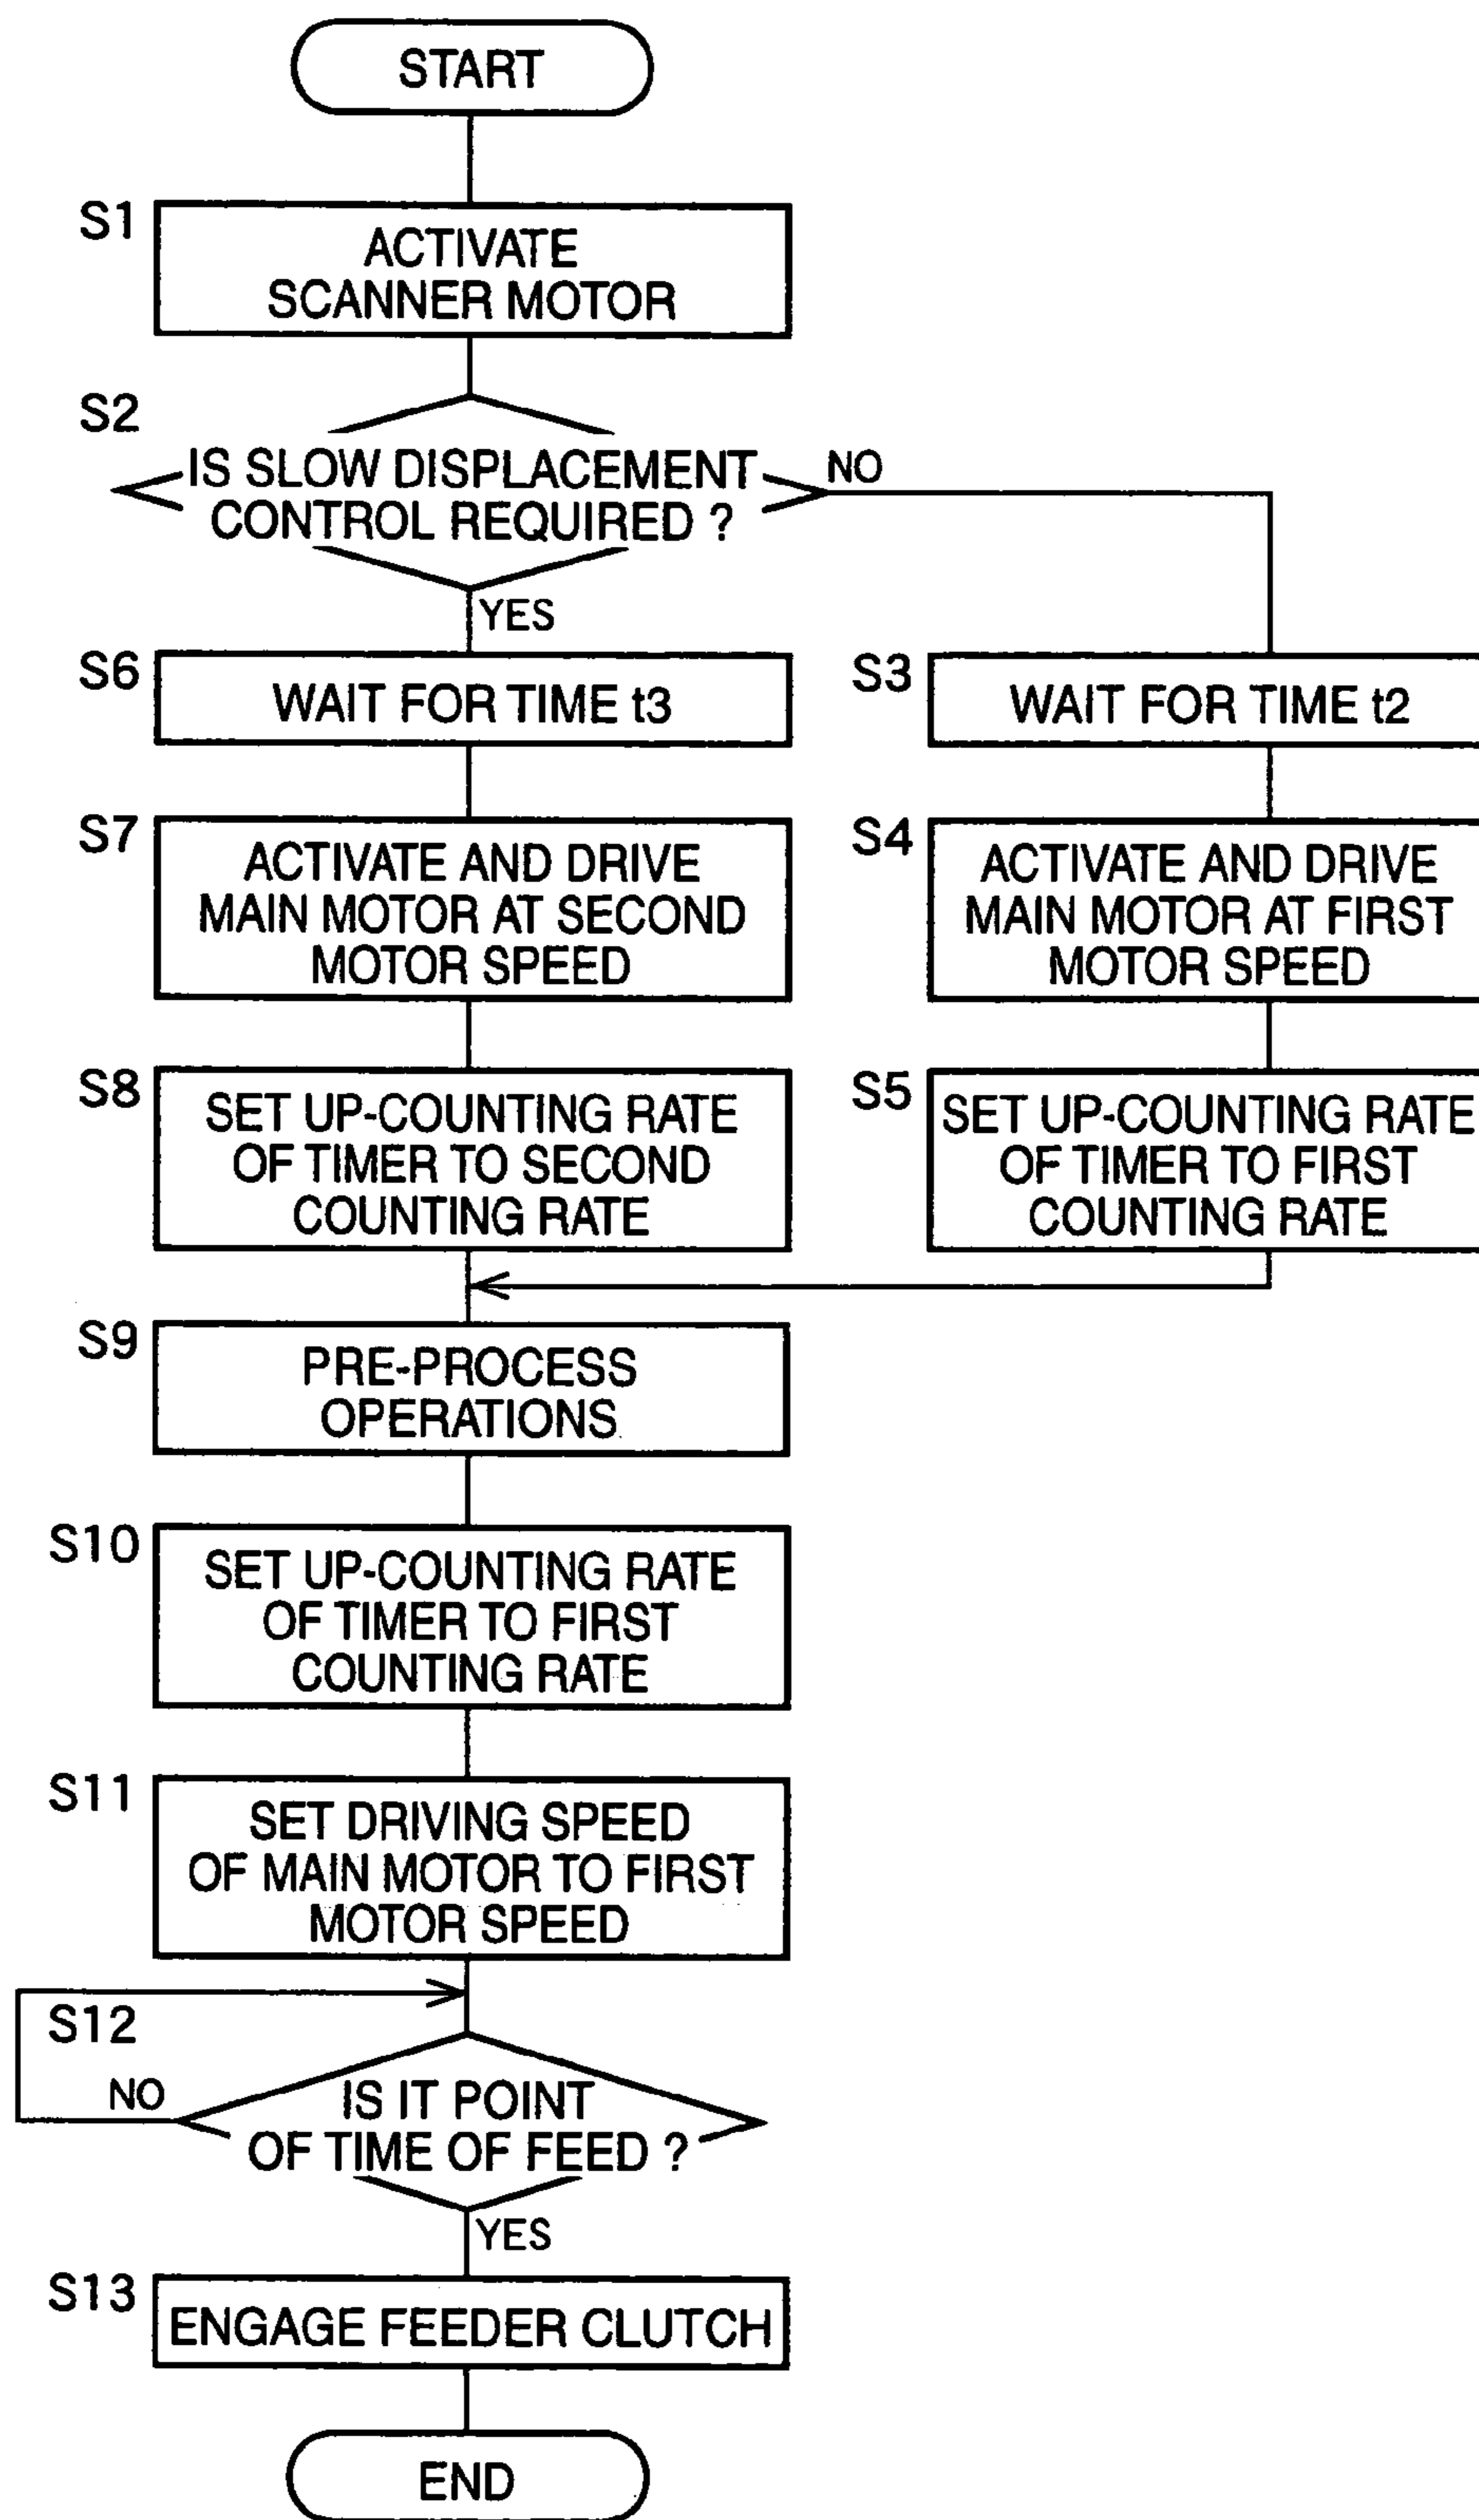 START
S1
ACTIVATE
SCANNER MOTOR
S2
IS SLOW DISPLACEMENT
CONTROL REQUIRED ?
NO
YES
S6
WAIT FOR TIME t3
S3
WAIT FOR TIME t2
S7
ACTIVATE AND DRIVE
MAIN MOTOR AT SECOND
MOTOR SPEED
S4
ACTIVATE AND DRIVE
MAIN MOTOR AT FIRST
MOTOR SPEED
S8
SET UP-COUNTING RATE
OF TIMER TO SECOND
COUNTING RATE
S5
SET UP-COUNTING RATE
OF TIMER TO FIRST
COUNTING RATE
S9
PRE-PROCESS
OPERATIONS
S10
SET UP-COUNTING RATE
OF TIMER TO FIRST
COUNTING RATE
S11
SET DRIVING SPEED
OF MAIN MOTOR TO FIRST
MOTOR SPEED
S12
NO
IS IT POINT
OF TIME OF FEED ?
YES
S13
ENGAGE FEEDER CLUTCH
END